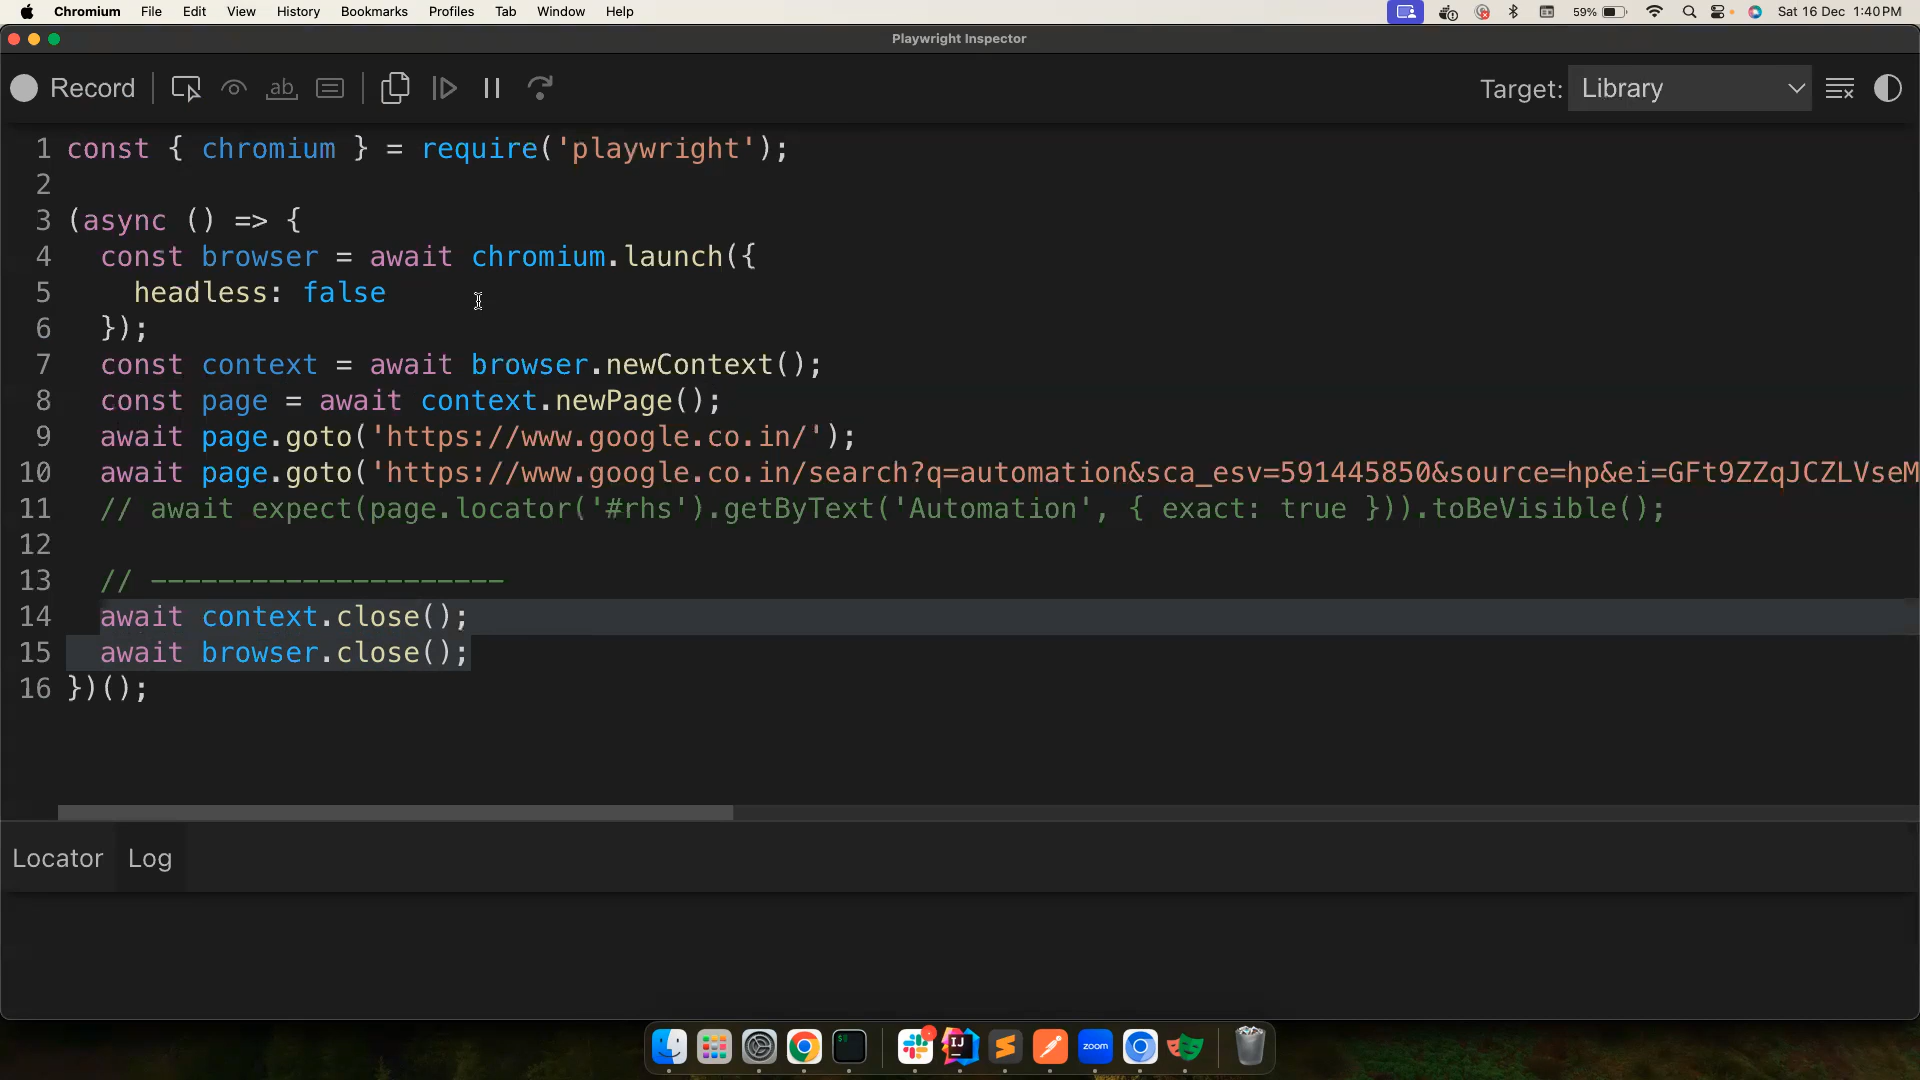 Chromium File Edit View History Bookmarks Profiles Tab Window Help 59% Sat 16 Dec 1:40 PM
Playwright Inspector
Record ab Target: Library
1 const { chromium } = require('playwright');
2
3 (async () => {
4 const browser = await chromium.launch({
5 headless: false
6 });
7 const context = await browser.newContext();
8 const page = await context.newPage();
9 await page.goto('https://www.google.co.in/');
10 await page.goto('https://www.google.co.in/search?q=automation&sca_esv=591445850&source=hp&ei=GFt9ZZqJCZLVseM
11 // await expect(page.locator('#rhs').getByText('Automation', { exact: true })).toBeVisible();
12
13 // ---------------------
14 await context.close();
15 await browser.close();
16 })();
Locator Log
IJ zoom